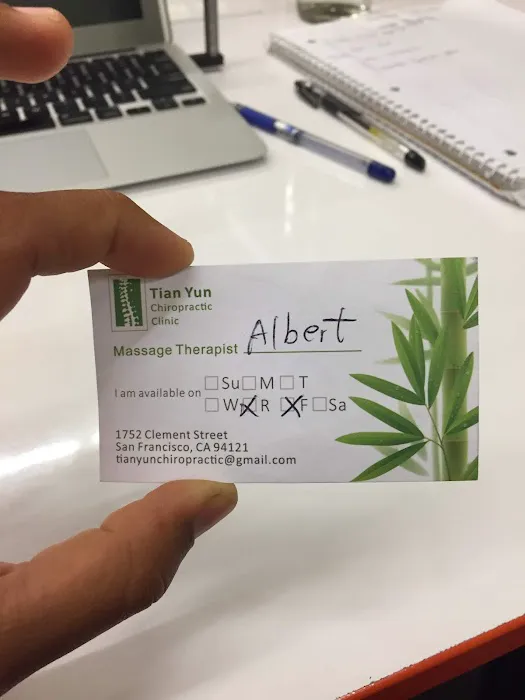 Tian Yun
Chiropractic
Clinic
Massage Therapist Albert
I am available on
☐Su☐M ☐T
☐W☒R ☒F☐Sa
1752 Clement Street
San Francisco, CA 94121
tianyunchiropractic@gmail.com